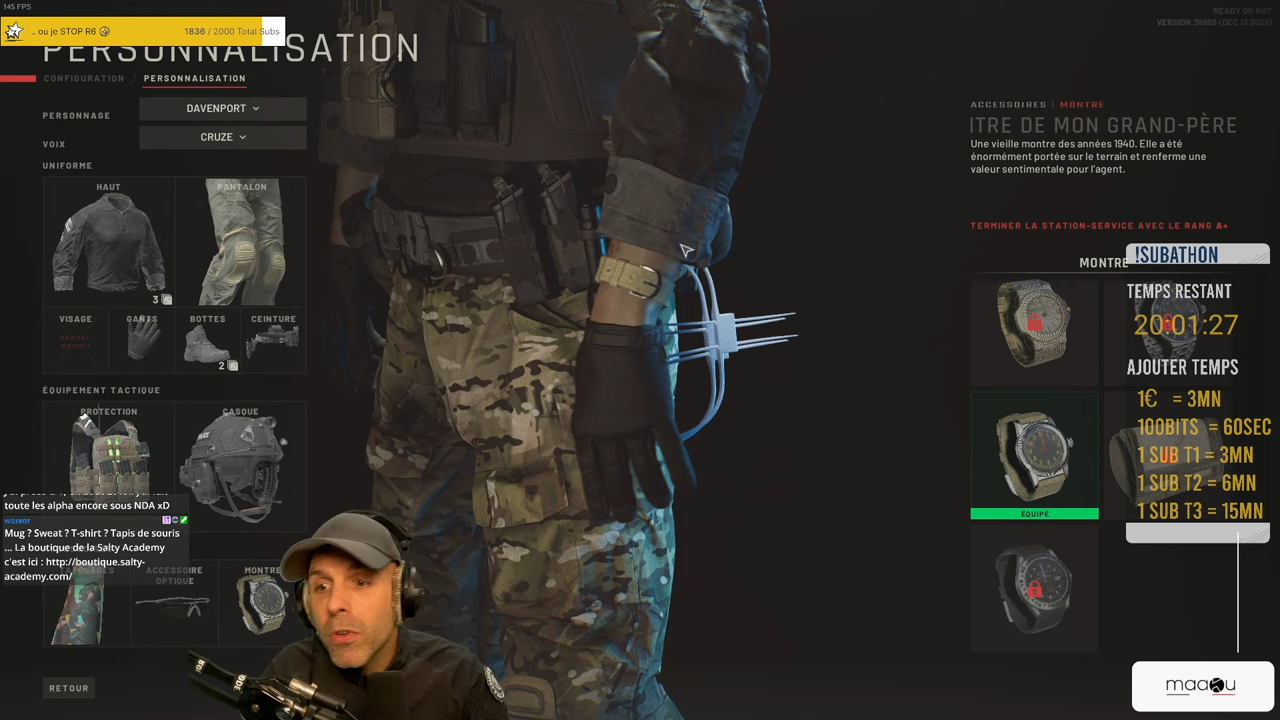 145 FPS
READY OR NOT
VERSION 38803 (DEC 13 2023)
.. ou je STOP R6
1836 / 2000 Total Subs
PERSONNALISATION
CONFIGURATION / PERSONNALISATION
PERSONNAGE
DAVENPORT
VOIX
CRUZE
UNIFORME
HAUT
PANTALON
3
VISAGE
GANTS
BOTTES
CEINTURE
2
ÉQUIPEMENT TACTIQUE
PROTECTION
CASQUE
toute les alpha encore sous NDA xD
WIZEBOT
Mug ? Sweat ? T-shirt ? Tapis de souris
... La boutique de la Salty Academy
c'est ici : http://boutique.salty-
academy.com/
ACCESSOIRE
OPTIQUE
MONTRE
RETOUR
ACCESSOIRES | MONTRE
ITRE DE MON GRAND-PÈRE
Une vieille montre des années 1940. Elle a été
énormément portée sur le terrain et renferme une
valeur sentimentale pour l'agent.
TERMINER LA STATION-SERVICE AVEC LE RANG A+
MONTRE
ÉQUIPÉ
!SUBATHON
TEMPS RESTANT
20:01:27
AJOUTER TEMPS
1€ = 3MN
100BITS = 60SEC
1 SUB T1 = 3MN
1 SUB T2 = 6MN
1 SUB T3 = 15MN
maaxu